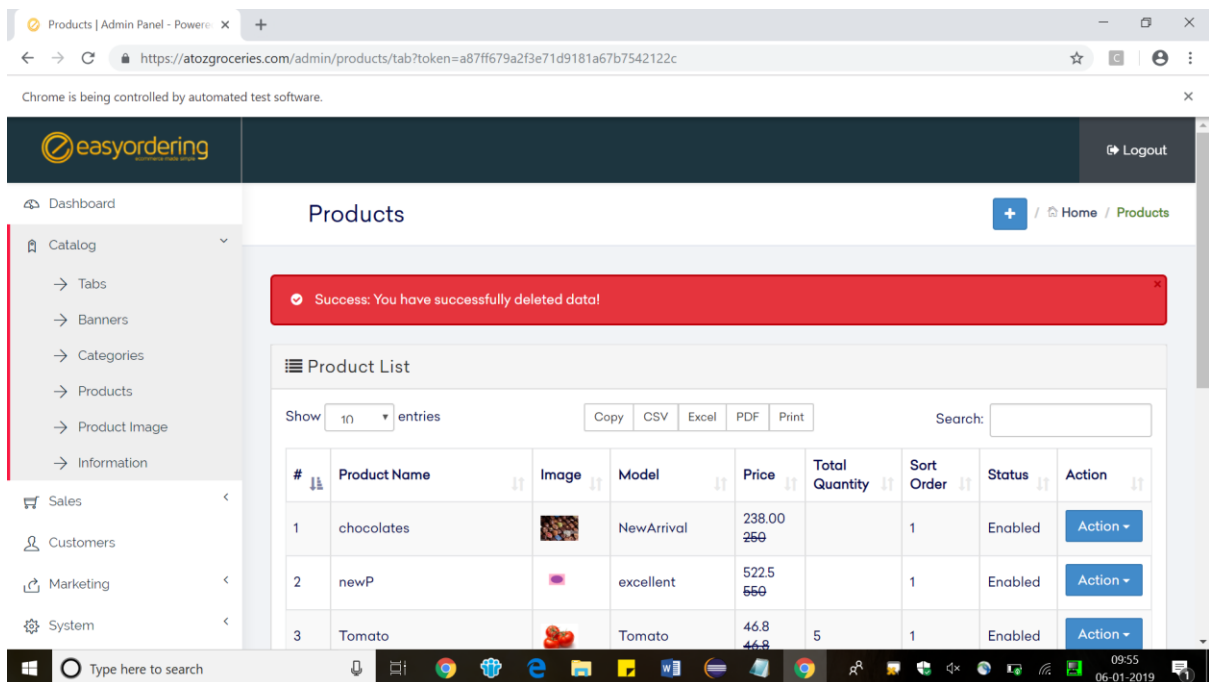 Products | Admin Panel - Powere
https://atozgroceries.com/admin/products/tab?token=a87ff679a2f3e71d9181a67b7542122c
Chrome is being controlled by automated test software.
easyordering
ecommerce made simple
Logout
Dashboard
Products
/ Home / Products
Catalog
Tabs
Success: You have successfully deleted data!
Banners
Categories
Product List
Products
Show 10 entries
Copy CSV Excel PDF Print
Search:
Product Image
Information
# Product Name Image Model Price Total Quantity Sort Order Status Action
Sales
1 chocolates NewArrival 238.00 250 1 Enabled Action
Customers
Marketing
2 newP excellent 522.5 550 1 Enabled Action
System
3 Tomato Tomato 46.8 46.8 5 1 Enabled Action
Type here to search
09:55
06-01-2019